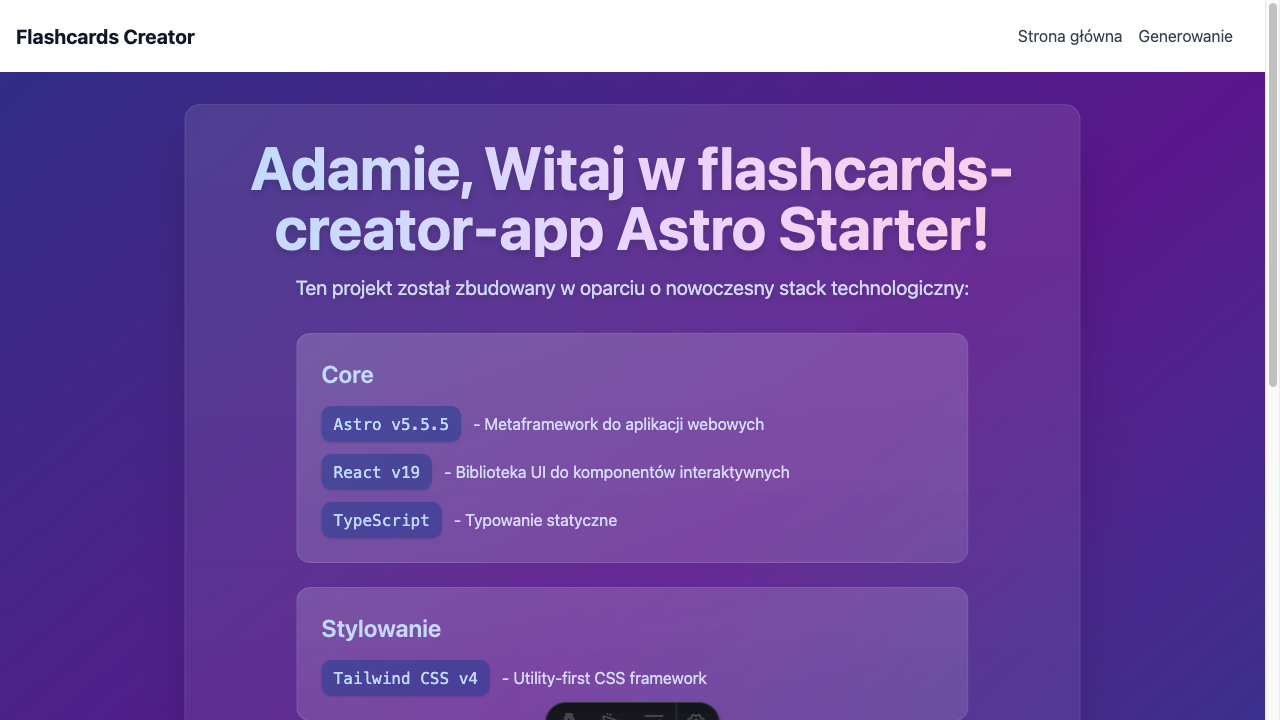 Flashcards Creator
Strona główna
Generowanie
Adamie, Witaj w flashcards-
creator-app Astro Starter!
Ten projekt został zbudowany w oparciu o nowoczesny stack technologiczny:
Core
Astro v5.5.5 - Metaframework do aplikacji webowych
React v19 - Biblioteka UI do komponentów interaktywnych
TypeScript - Typowanie statyczne
Stylowanie
Tailwind CSS v4 - Utility-first CSS framework